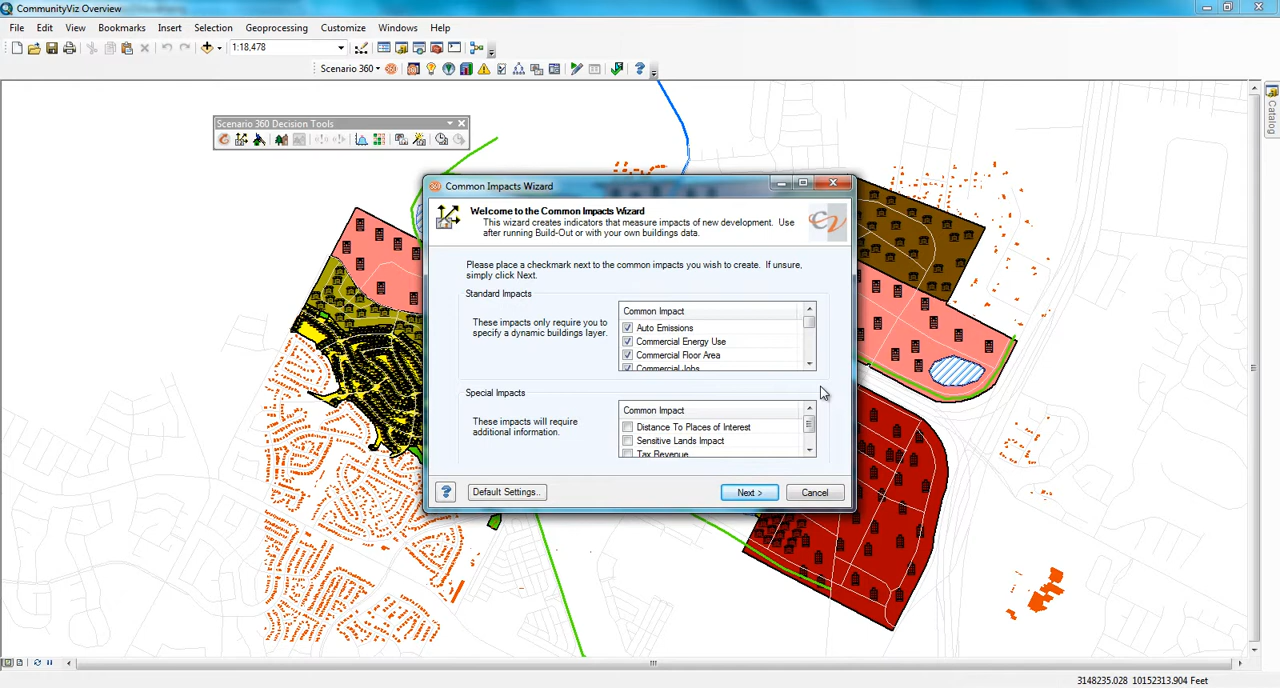 CommunityViz Overview
File Edit View Bookmarks Insert Selection Geoprocessing Customize Windows Help
1:18,478
Scenario 360
Catalog
Scenario 360 Decision Tools
Common Impacts Wizard
Welcome to the Common Impacts Wizard
This wizard creates indicators that measure impacts of new development. Use
after running Build-Out or with your own buildings data.
CV
Please place a checkmark next to the common impacts you wish to create. If unsure,
simply click Next.
Standard Impacts
These impacts only require you to
specify a dynamic buildings layer.
Common Impact
Auto Emissions
Commercial Energy Use
Commercial Floor Area
Commercial Jobs
Special Impacts
These impacts will require
additional information.
Common Impact
Distance To Places of Interest
Sensitive Lands Impact
Tax Revenue
Default Settings..
Next >
Cancel
3148235.028 10152313.904 Feet